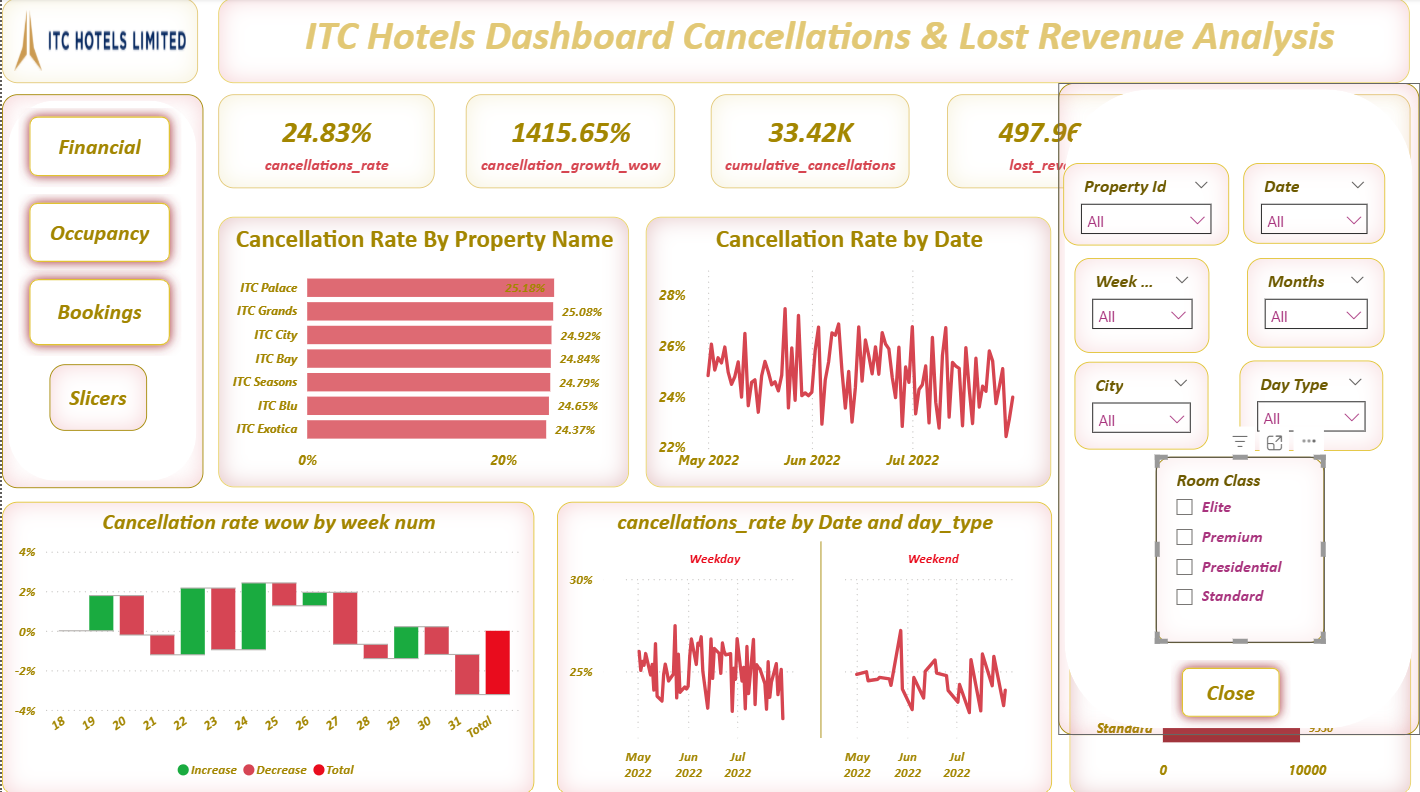 ITC HOTELS LIMITED
ITC Hotels Dashboard Cancellations & Lost Revenue Analysis
Financial
Occupancy
Bookings
Slicers
24.83%
cancellations_rate
1415.65%
cancellation_growth_wow
33.42K
cumulative_cancellations
497.9
lost_rev
Property Id
All
Date
All
Week ...
All
Months
All
City
All
Day Type
All
Room Class
Elite
Premium
Presidential
Standard
Close
Cancellation Rate By Property Name
ITC Palace 25.18%
ITC Grands 25.08%
ITC City 24.92%
ITC Bay 24.84%
ITC Seasons 24.79%
ITC Blu 24.65%
ITC Exotica 24.37%
0% 20%
Cancellation Rate by Date
28%
26%
24%
22%
May 2022 Jun 2022 Jul 2022
Cancellation rate wow by week num
4%
2%
0%
-2%
-4%
18 19 20 21 22 23 24 25 26 27 28 29 30 31 Total
Increase Decrease Total
cancellations_rate by Date and day_type
Weekday Weekend
30%
25%
May Jun Jul May Jun Jul
2022 2022 2022 2022 2022 2022
Standard
0 10000